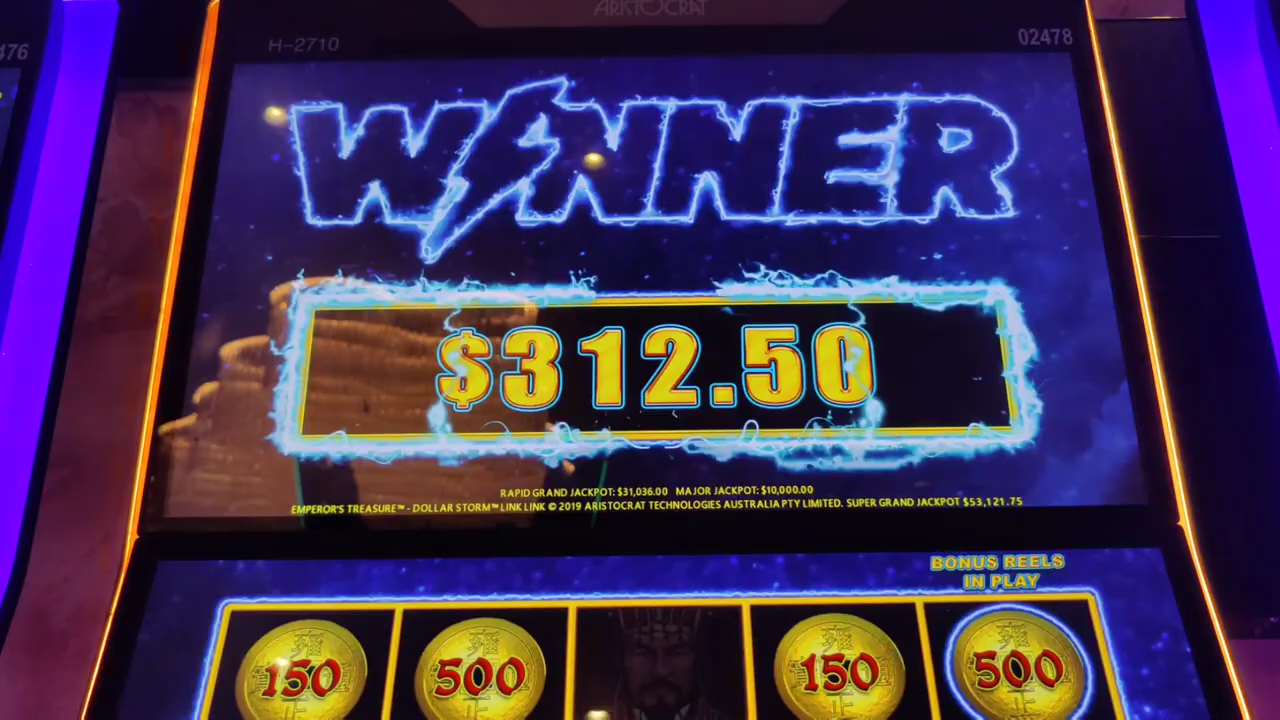 ARISTOCRAT
476
H-2710
02478
WINNER
$312.50
RAPID GRAND JACKPOT: $31,036.00 MAJOR JACKPOT: $10,000.00
EMPEROR'S TREASURE™ - DOLLAR STORM™ LINK LINK © 2019 ARISTOCRAT TECHNOLOGIES AUSTRALIA PTY LIMITED. SUPER GRAND JACKPOT $53,121.75
BONUS REELS
IN PLAY
150
500
150
500